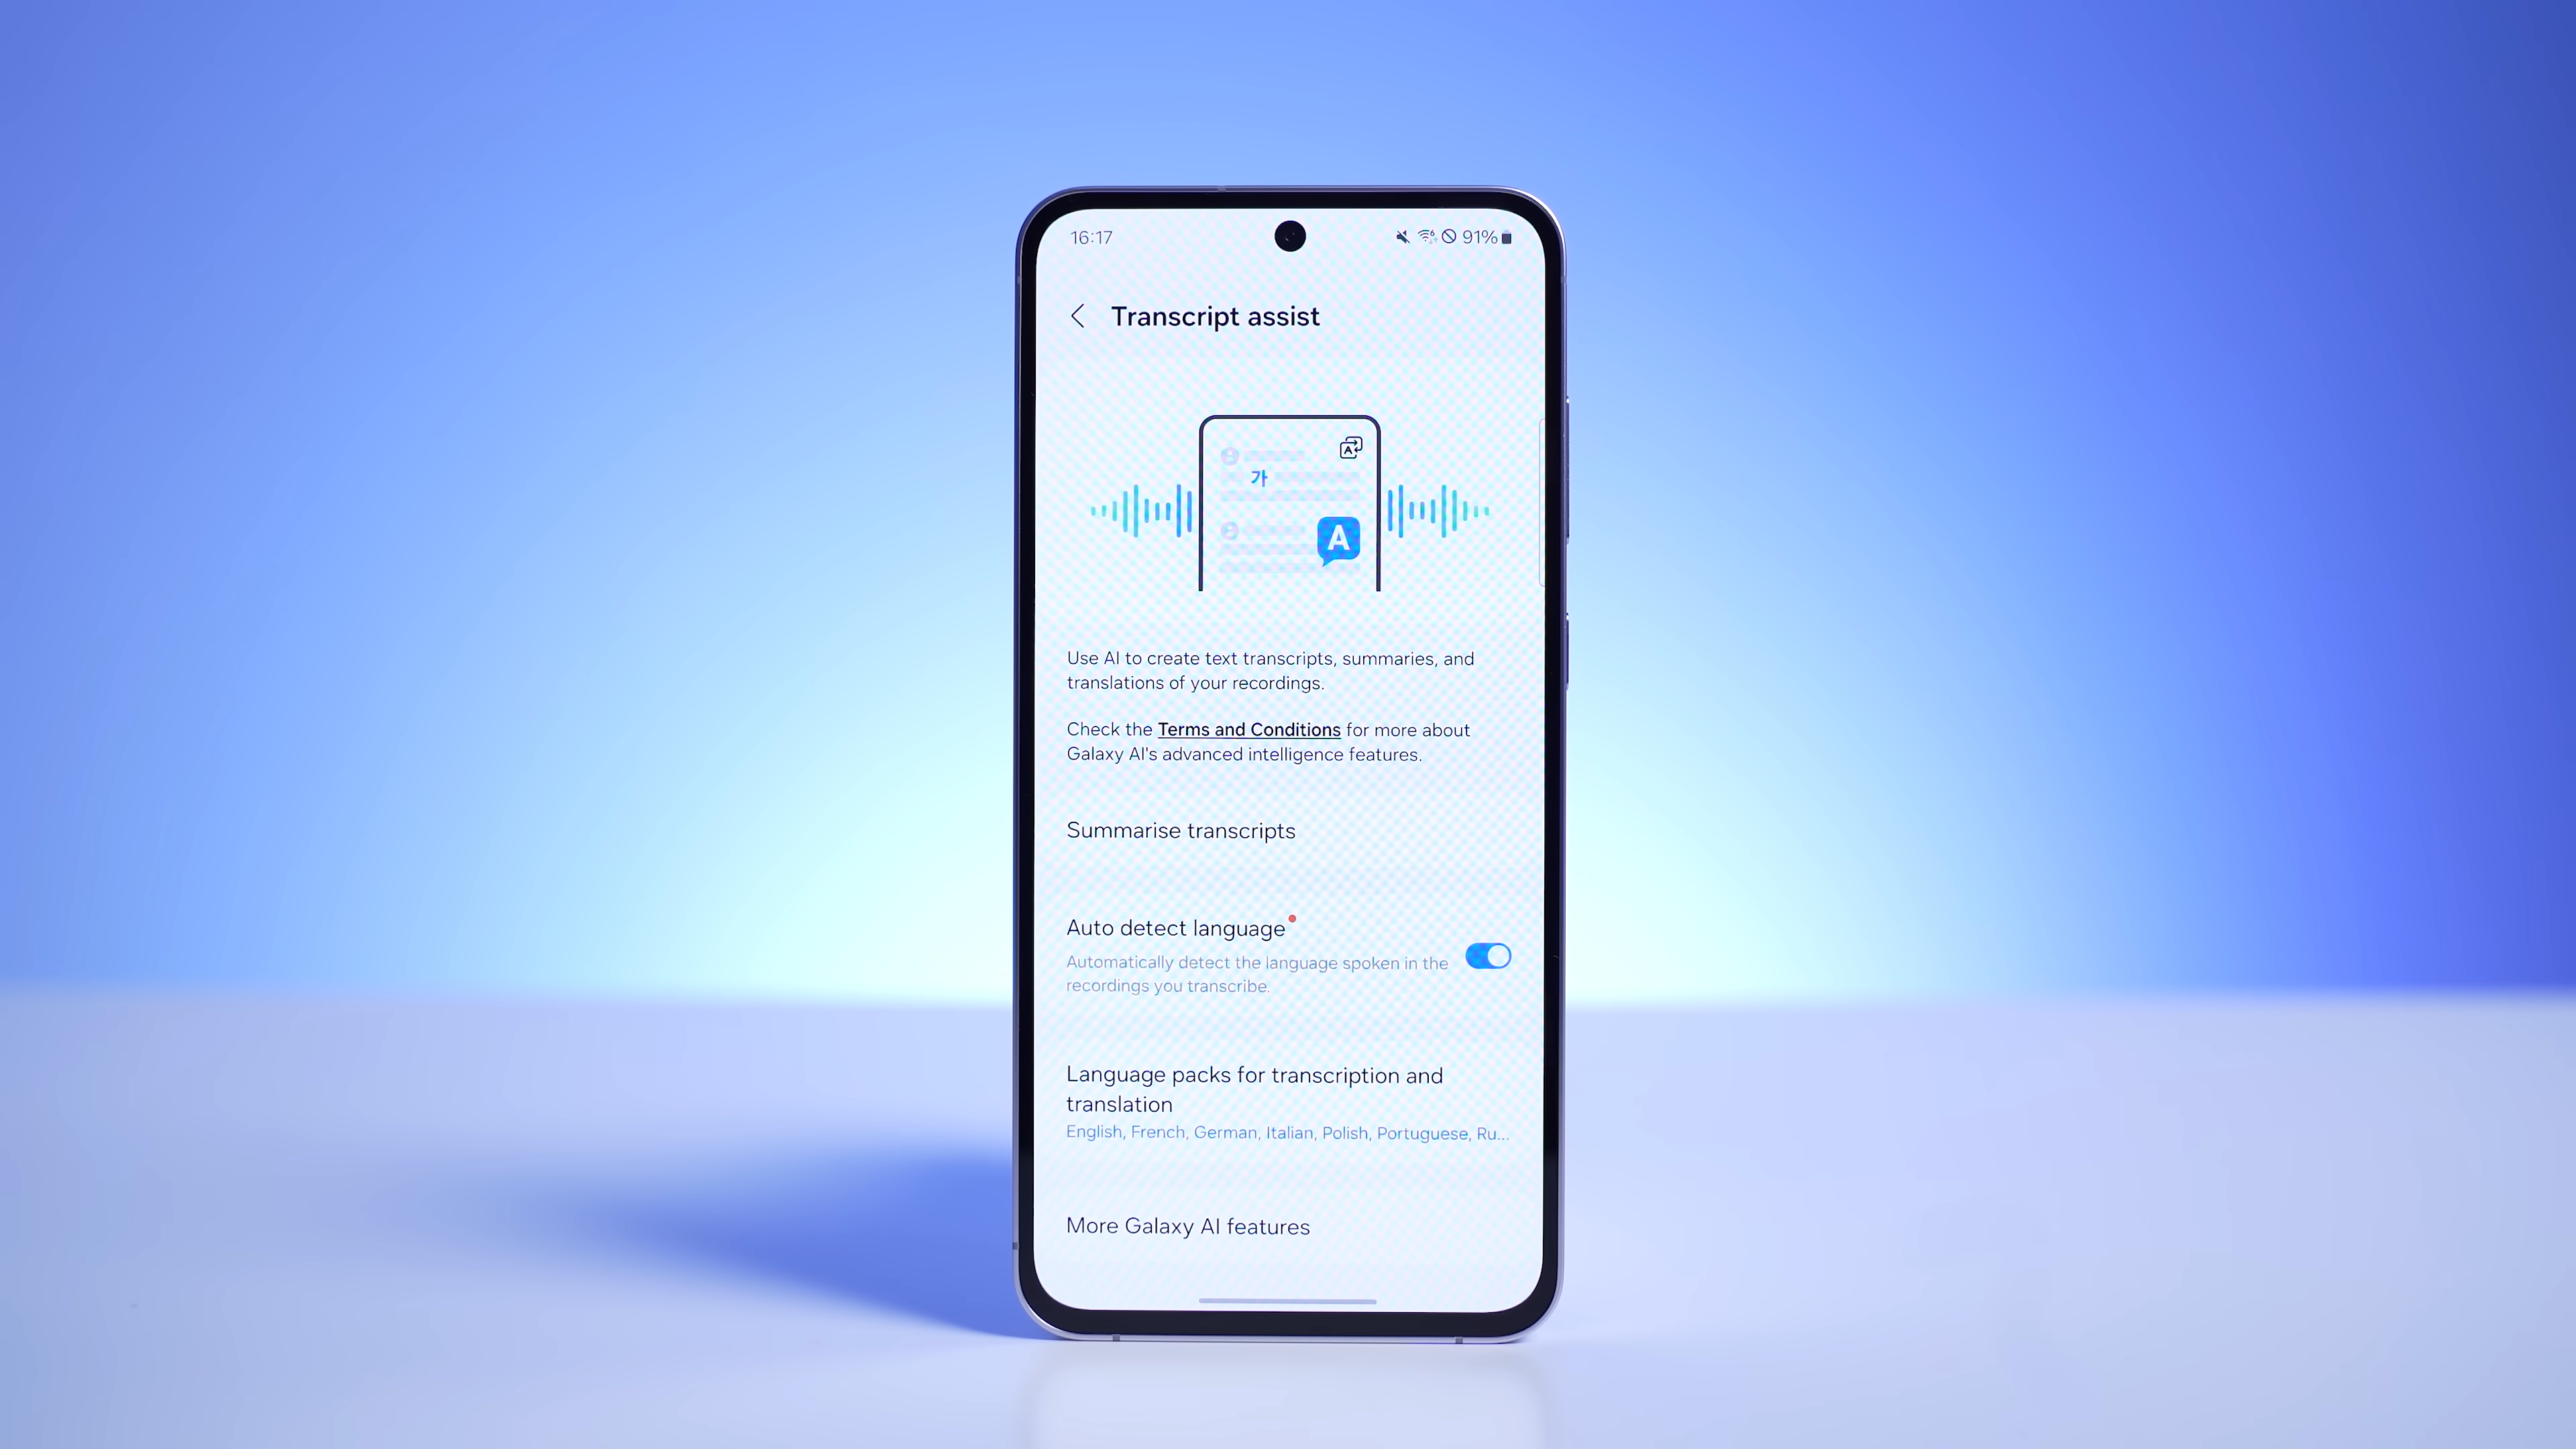 16:17
91%
Transcript assist
가
A
A
Use AI to create text transcripts, summaries, and
translations of your recordings.
Check the Terms and Conditions for more about
Galaxy AI's advanced intelligence features.
Summarise transcripts
Auto detect language
Automatically detect the language spoken in the
recordings you transcribe.
Language packs for transcription and
translation
English, French, German, Italian, Polish, Portuguese, Ru...
More Galaxy AI features